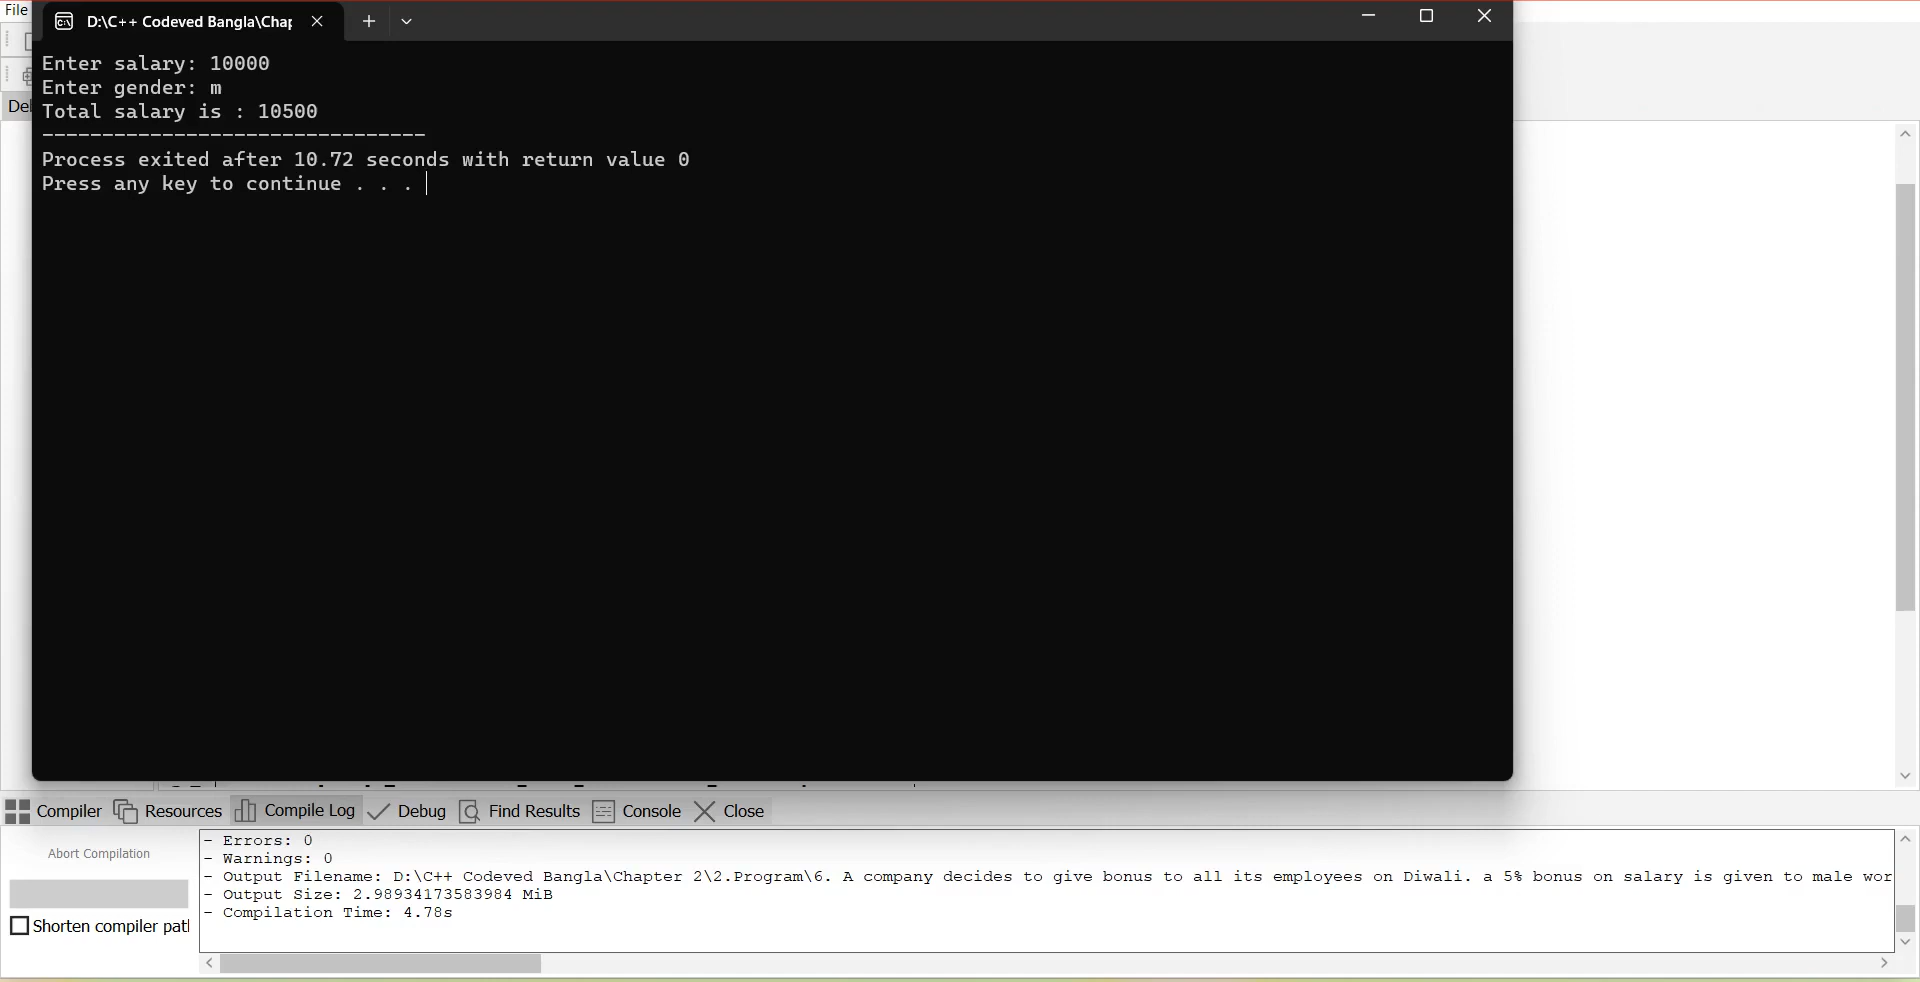 File
D:\C++ Codeved Bangla\Chap
Enter salary: 10000
Enter gender: m
Total salary is : 10500
--------------------------------
Process exited after 10.72 seconds with return value 0
Press any key to continue . . .
Compiler Resources Compile Log Debug Find Results Console Close
Abort Compilation
Shorten compiler pat
- Errors: 0
- Warnings: 0
- Output Filename: D:\C++ Codeved Bangla\Chapter 2\2.Program\6. A company decides to give bonus to all its employees on Diwali. a 5% bonus on salary is given to male wor
- Output Size: 2.98934173583984 MiB
- Compilation Time: 4.78s